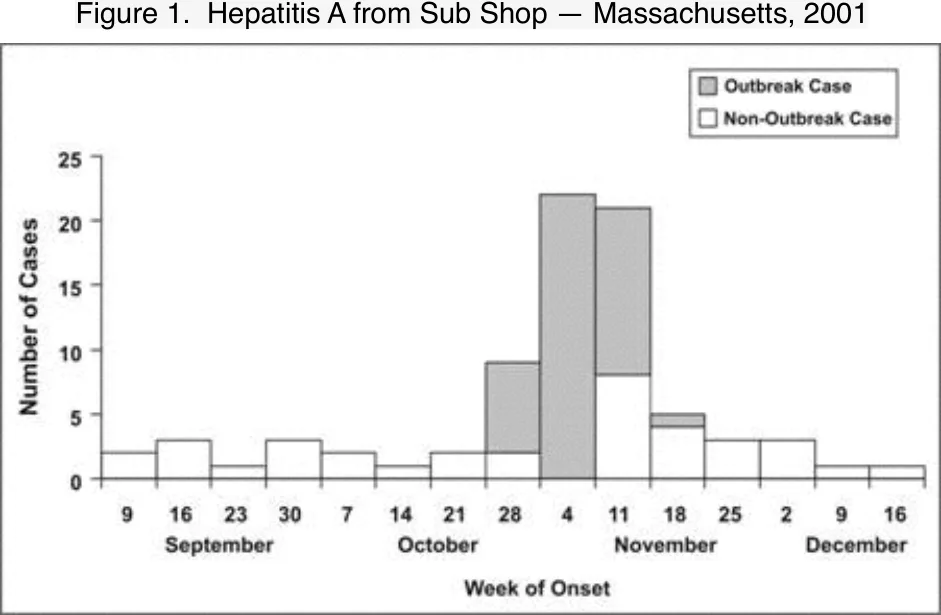 Figure 1. Hepatitis A from Sub Shop — Massachusetts, 2001
Outbreak Case
Non-Outbreak Case
25
20
15
10
5
0
Number of Cases
9 16 23 30 7 14 21 28 4 11 18 25 2 9 16
September October November December
Week of Onset